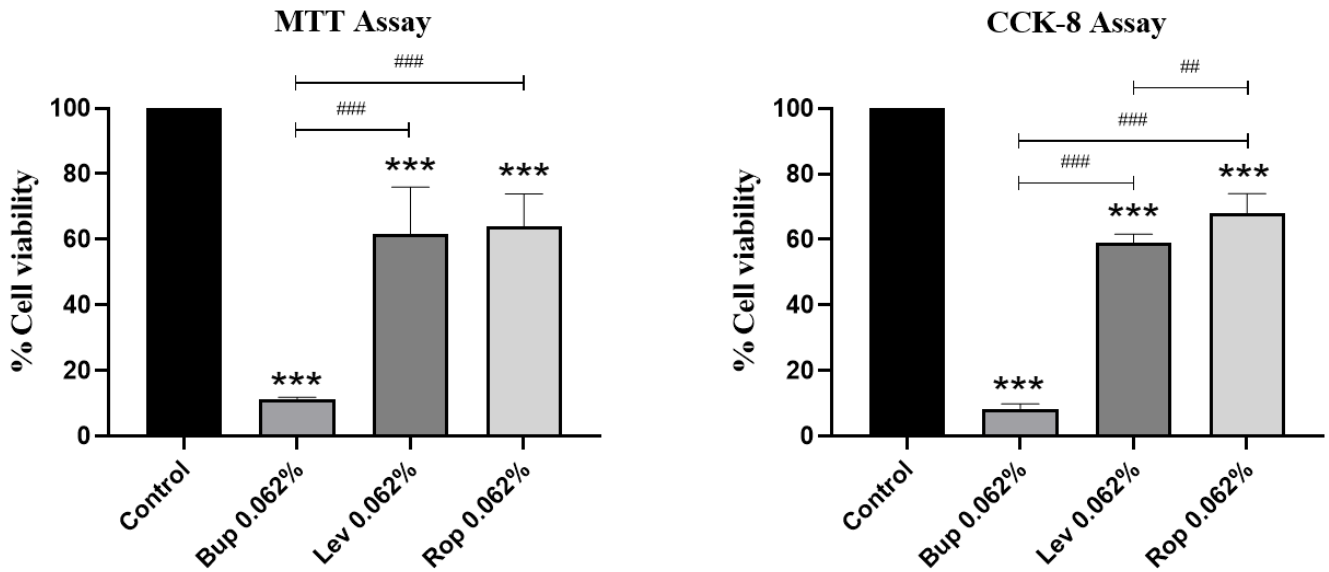 MTT Assay
###
###
% Cell viability
100
80
60
40
20
0
***
***
***
Control
Bup 0.062%
Lev 0.062%
Rop 0.062%
CCK-8 Assay
##
###
###
% Cell viability
100
80
60
40
20
0
***
***
***
Control
Bup 0.062%
Lev 0.062%
Rop 0.062%